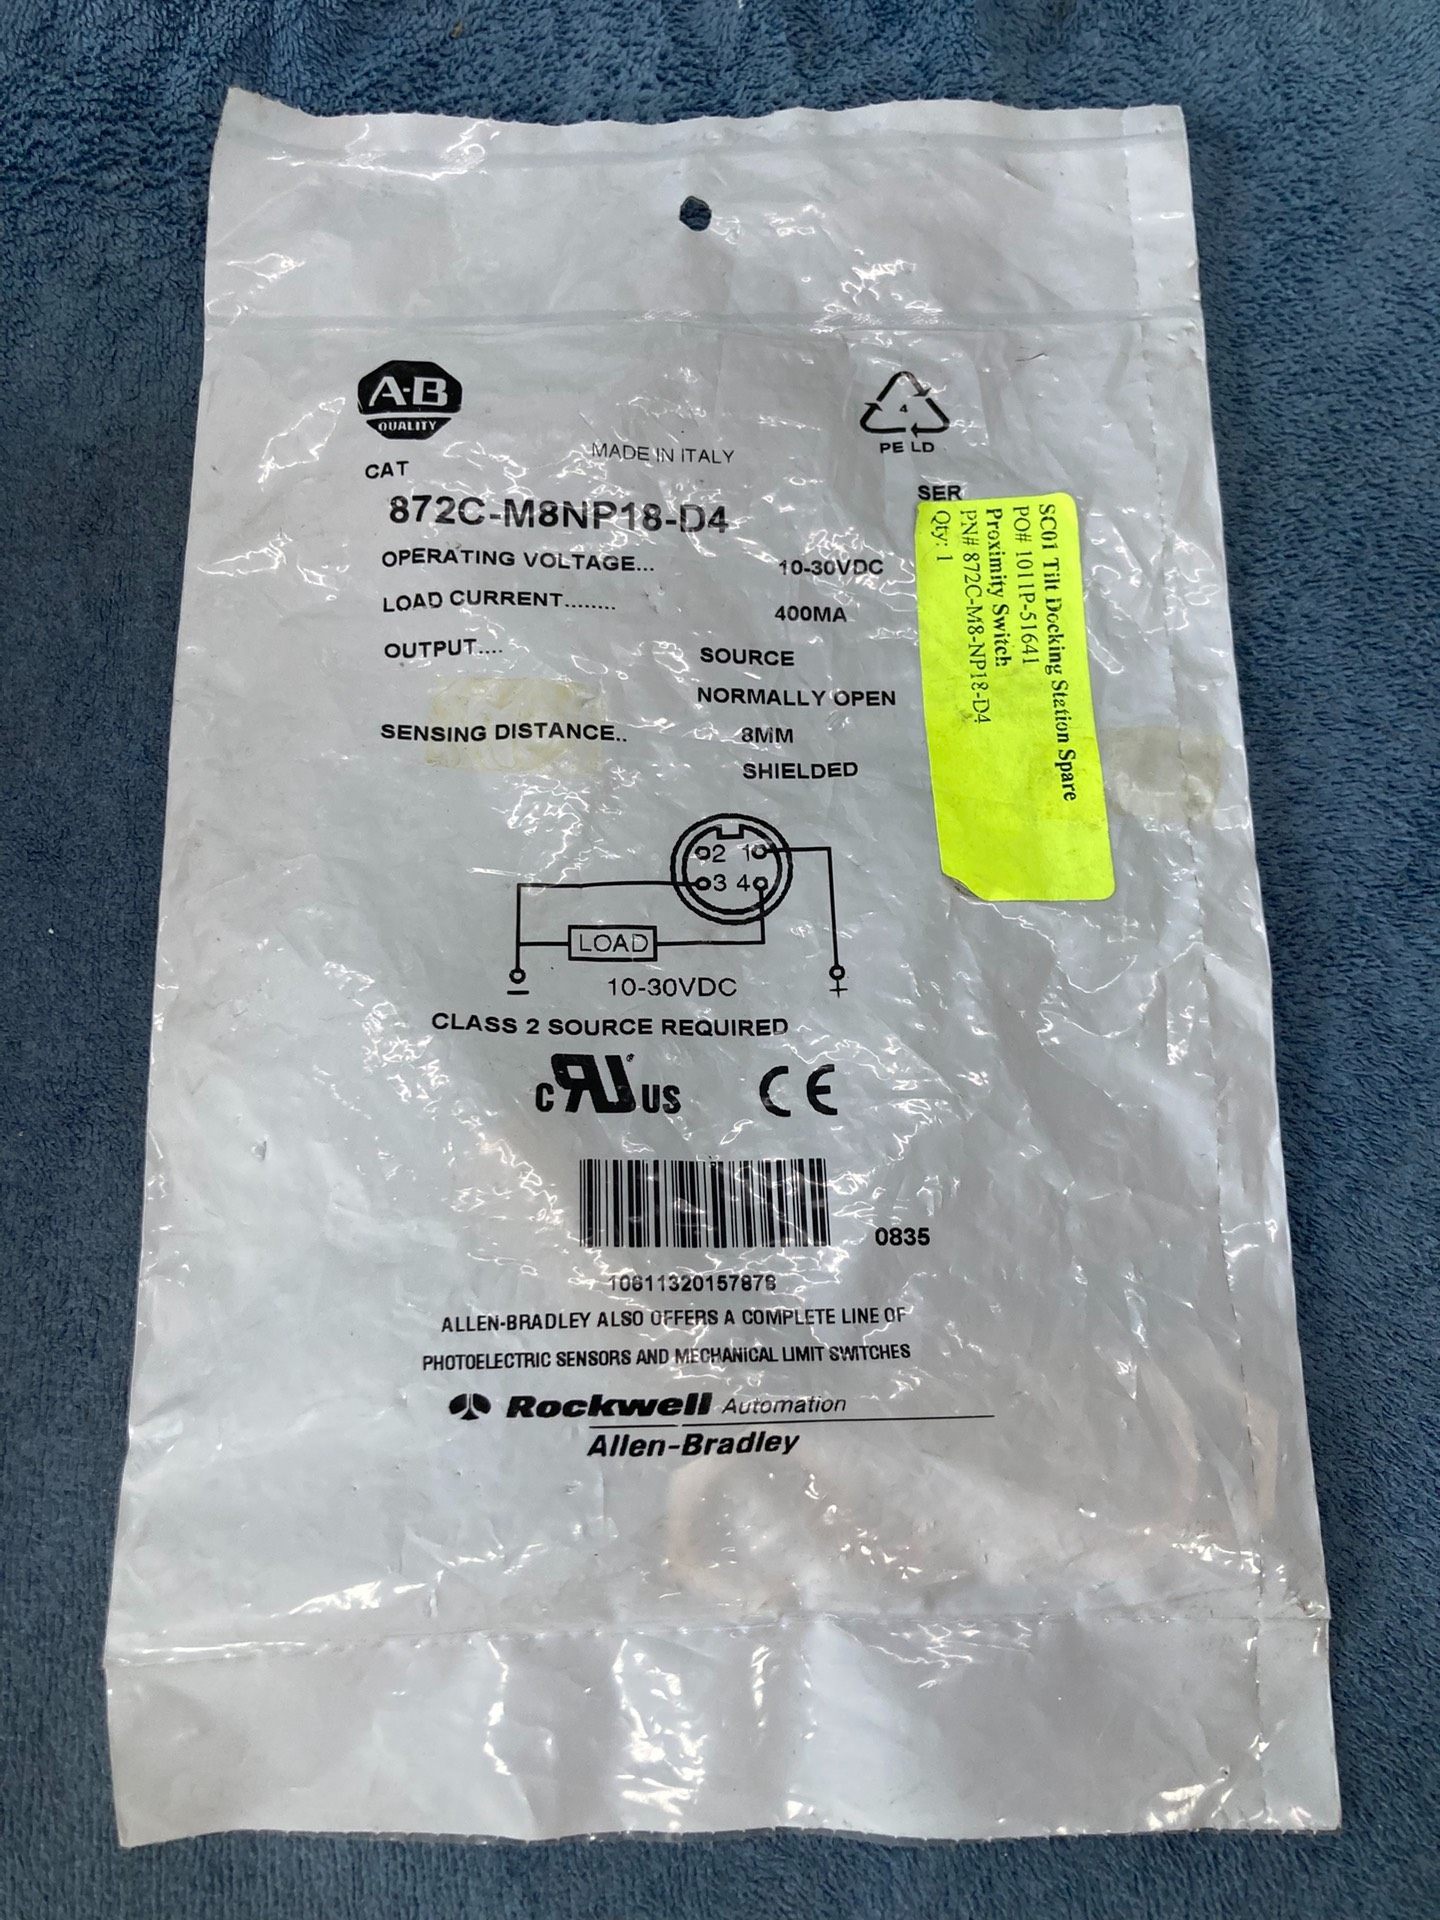 A-B
QUALITY
4
PE LD
MADE IN ITALY
CAT
SER
872C-M8NP18-D4
OPERATING VOLTAGE... 10-30VDC
LOAD CURRENT........ 400MA
OUTPUT.... SOURCE
NORMALLY OPEN
SENSING DISTANCE.. 8MM
SHIELDED
SC01 Tilt Docking Station Spare
PO# 1011P-51641
Proximity Switch
PN# 872C-M8-NP18-D4
Qty: 1
2 1
3 4
LOAD
− 10-30VDC +
CLASS 2 SOURCE REQUIRED
c RU ® US CE
0835
10611320157878
ALLEN-BRADLEY ALSO OFFERS A COMPLETE LINE OF
PHOTOELECTRIC SENSORS AND MECHANICAL LIMIT SWITCHES
Rockwell Automation
Allen-Bradley